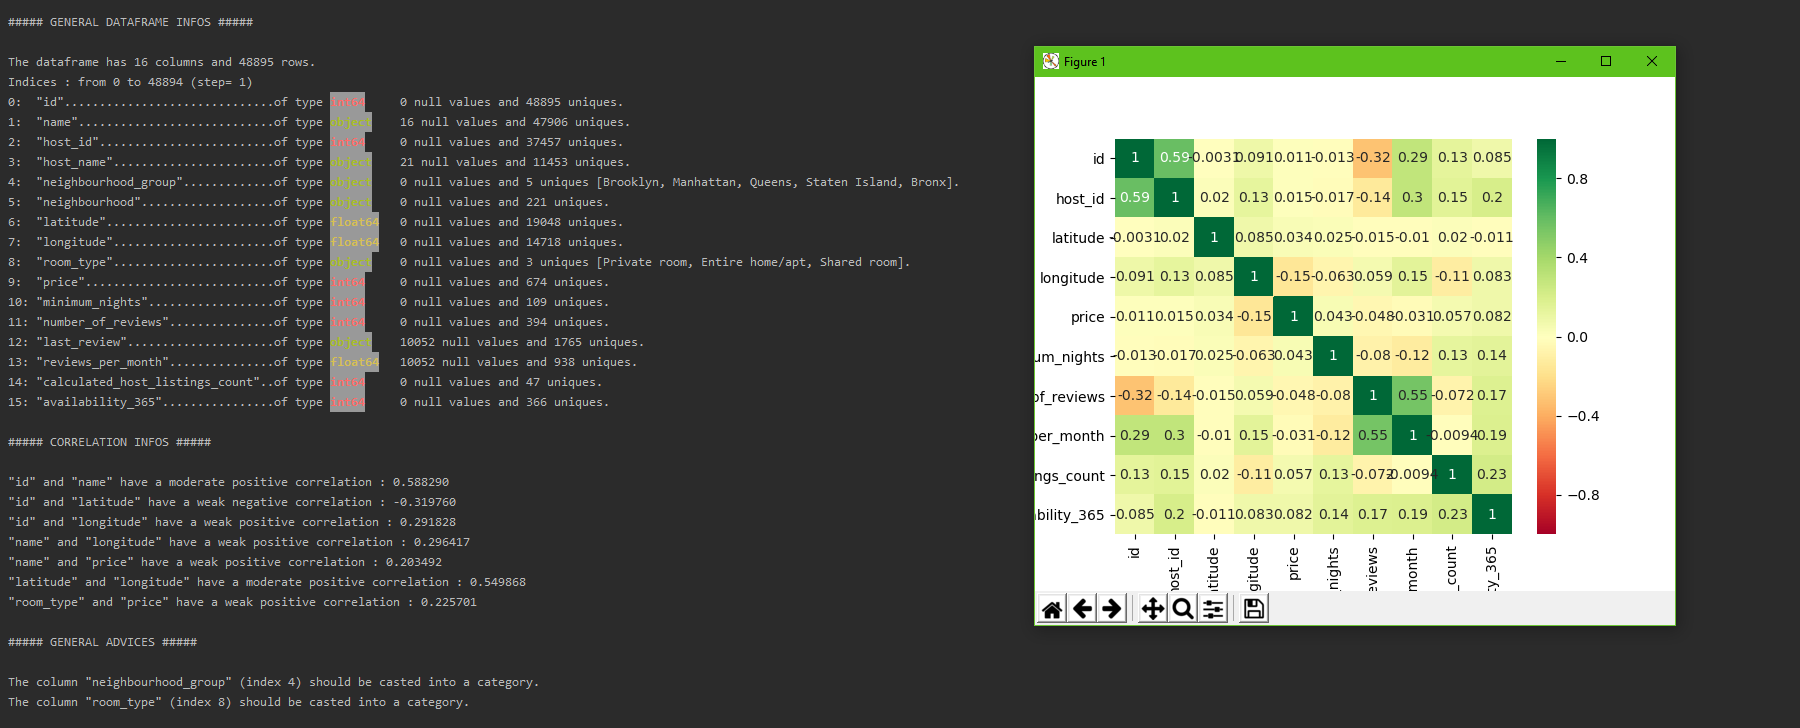 ##### GENERAL DATAFRAME INFOS #####
The dataframe has 16 columns and 48895 rows.
Indices : from 0 to 48894 (step= 1)
0:  "id"..............................of type int64     0 null values and 48895 uniques.
1:  "name"............................of type object    16 null values and 47906 uniques.
2:  "host_id".........................of type int64     0 null values and 37457 uniques.
3:  "host_name".......................of type object    21 null values and 11453 uniques.
4:  "neighbourhood_group".............of type object    0 null values and 5 uniques [Brooklyn, Manhattan, Queens, Staten Island, Bronx].
5:  "neighbourhood"...................of type object    0 null values and 221 uniques.
6:  "latitude"........................of type float64   0 null values and 19048 uniques.
7:  "longitude".......................of type float64   0 null values and 14718 uniques.
8:  "room_type".......................of type object    0 null values and 3 uniques [Private room, Entire home/apt, Shared room].
9:  "price"...........................of type int64     0 null values and 674 uniques.
10: "minimum_nights"..................of type int64     0 null values and 109 uniques.
11: "number_of_reviews"...............of type int64     0 null values and 394 uniques.
12: "last_review".....................of type object    10052 null values and 1765 uniques.
13: "reviews_per_month"...............of type float64   10052 null values and 938 uniques.
14: "calculated_host_listings_count"..of type int64     0 null values and 47 uniques.
15: "availability_365"................of type int64     0 null values and 366 uniques.
##### CORRELATION INFOS #####
"id" and "name" have a moderate positive correlation : 0.588290
"id" and "latitude" have a weak negative correlation : -0.319760
"id" and "longitude" have a weak positive correlation : 0.291828
"name" and "longitude" have a weak positive correlation : 0.296417
"name" and "price" have a weak positive correlation : 0.203492
"latitude" and "longitude" have a moderate positive correlation : 0.549868
"room_type" and "price" have a weak positive correlation : 0.225701
##### GENERAL ADVICES #####
The column "neighbourhood_group" (index 4) should be casted into a category.
The column "room_type" (index 8) should be casted into a category.
Figure 1
id 1 0.59 -0.0031 0.091 0.011 -0.013 -0.32 0.29 0.13 0.085
host_id 0.59 1 0.02 0.13 0.015 -0.017 -0.14 0.3 0.15 0.2
latitude -0.0031 0.02 1 0.085 0.034 0.025 -0.015 -0.01 0.02 -0.011
longitude 0.091 0.13 0.085 1 -0.15 -0.063 0.059 0.15 -0.11 0.083
price 0.011 0.015 0.034 -0.15 1 0.043 -0.048 -0.031 0.057 0.082
um_nights -0.013 -0.017 0.025 -0.063 0.043 1 -0.08 -0.12 0.13 0.14
of_reviews -0.32 -0.14 -0.015 0.059 -0.048 -0.08 1 0.55 -0.072 0.17
per_month 0.29 0.3 -0.01 0.15 -0.031 -0.12 0.55 1 -0.0094 0.19
ngs_count 0.13 0.15 0.02 -0.11 0.057 0.13 -0.072 -0.0094 1 0.23
bility_365 0.085 0.2 -0.011 0.083 0.082 0.14 0.17 0.19 0.23 1
id host_id titude gitude price nights eviews month _count ty_365
0.8
0.4
0.0
−0.4
−0.8